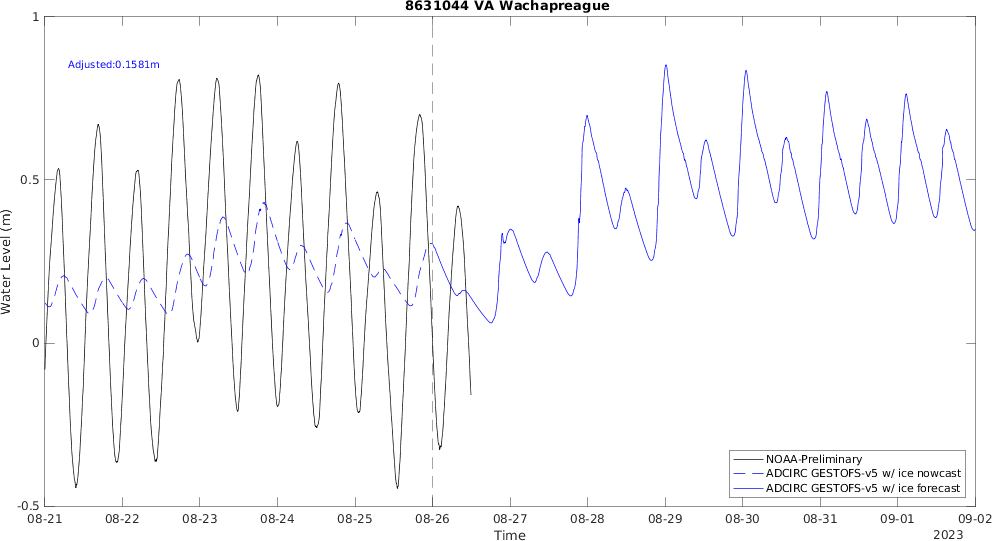 8631044 VA Wachapreague
Adjusted:0.1581m
Water Level (m)
1
0.5
0
-0.5
08-21 08-22 08-23 08-24 08-25 08-26 08-27 08-28 08-29 08-30 08-31 09-01 09-02
Time
2023
NOAA-Preliminary
ADCIRC GESTOFS-v5 w/ ice nowcast
ADCIRC GESTOFS-v5 w/ ice forecast